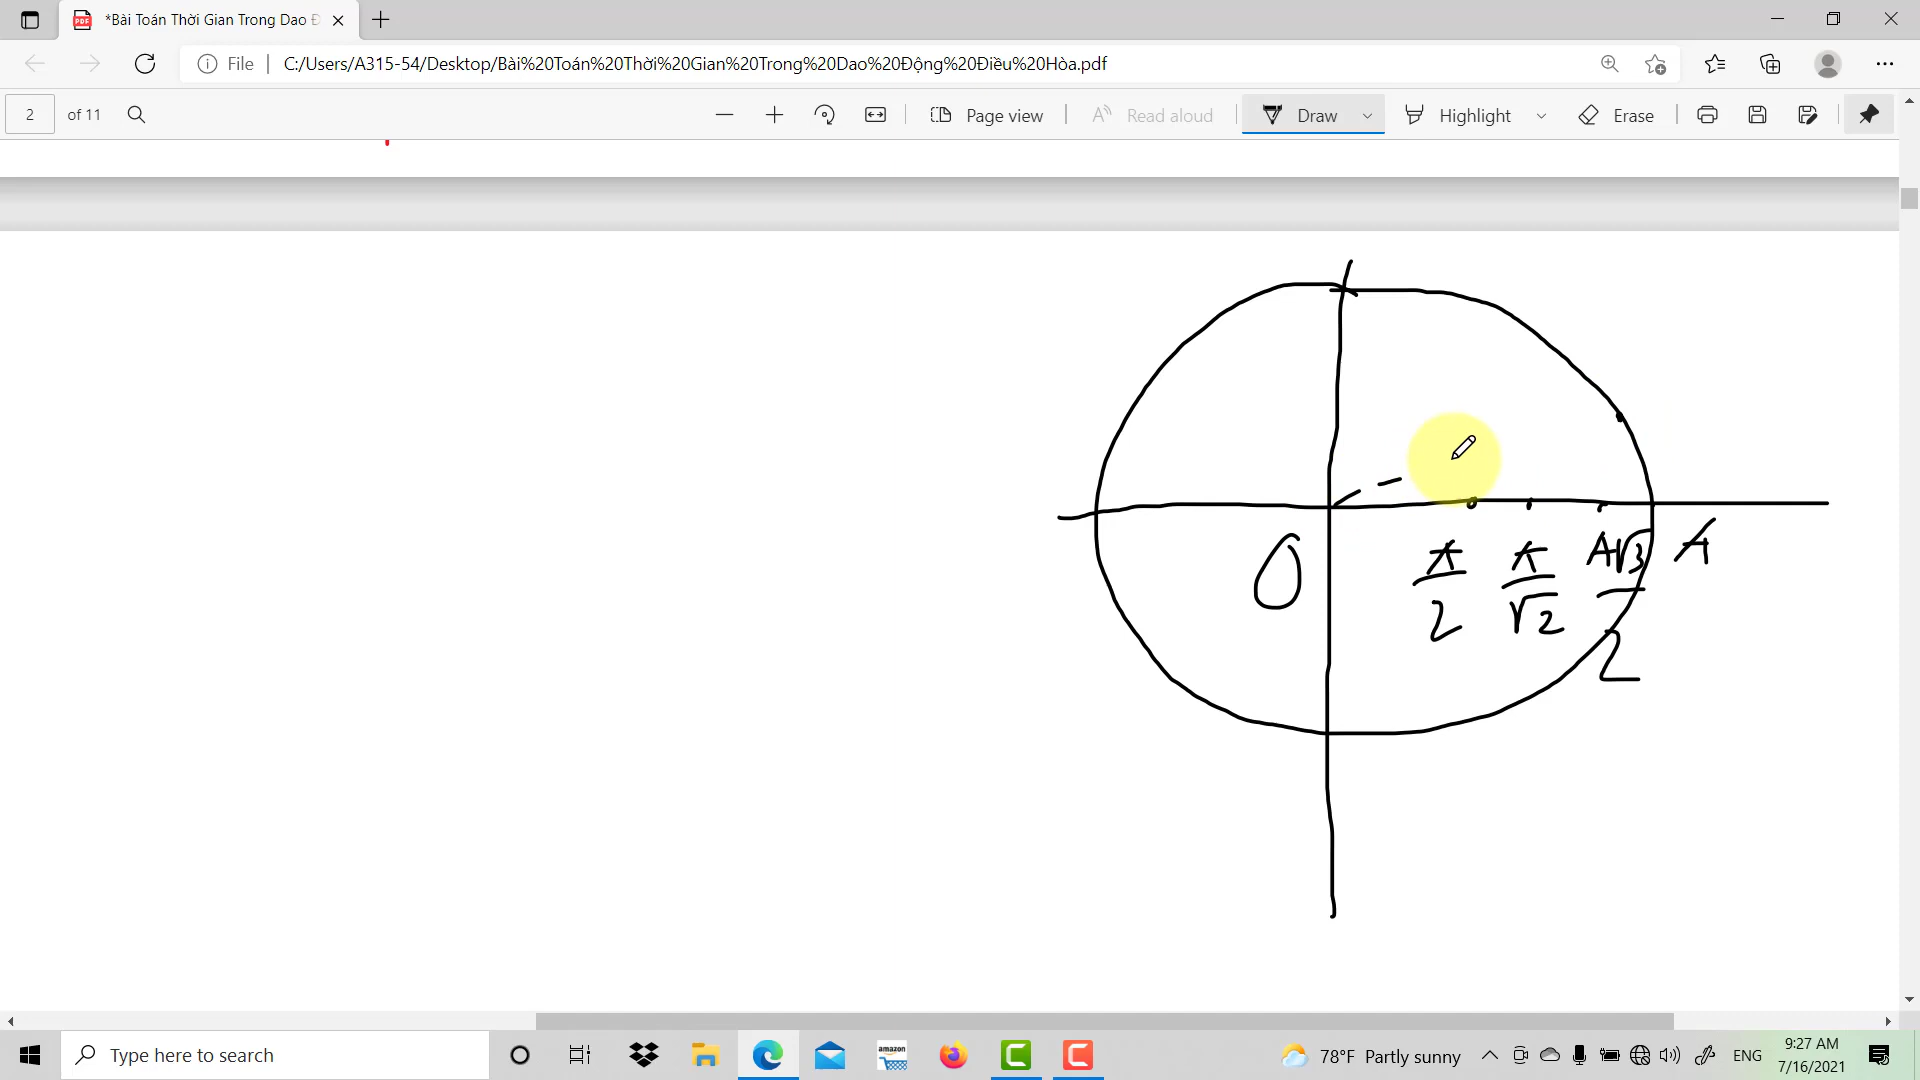 *Bài Toán Thời Gian Trong Dao Đ
File
C:/Users/A315-54/Desktop/Bài%20Toán%20Thời%20Gian%20Trong%20Dao%20Động%20Điều%20Hòa.pdf
2 of 11
Page view
Read aloud
Draw
Highlight
Erase
O
A/2
A/√2
A√3/2
A
Type here to search
amazon
78°F Partly sunny
ENG
9:27 AM
7/16/2021